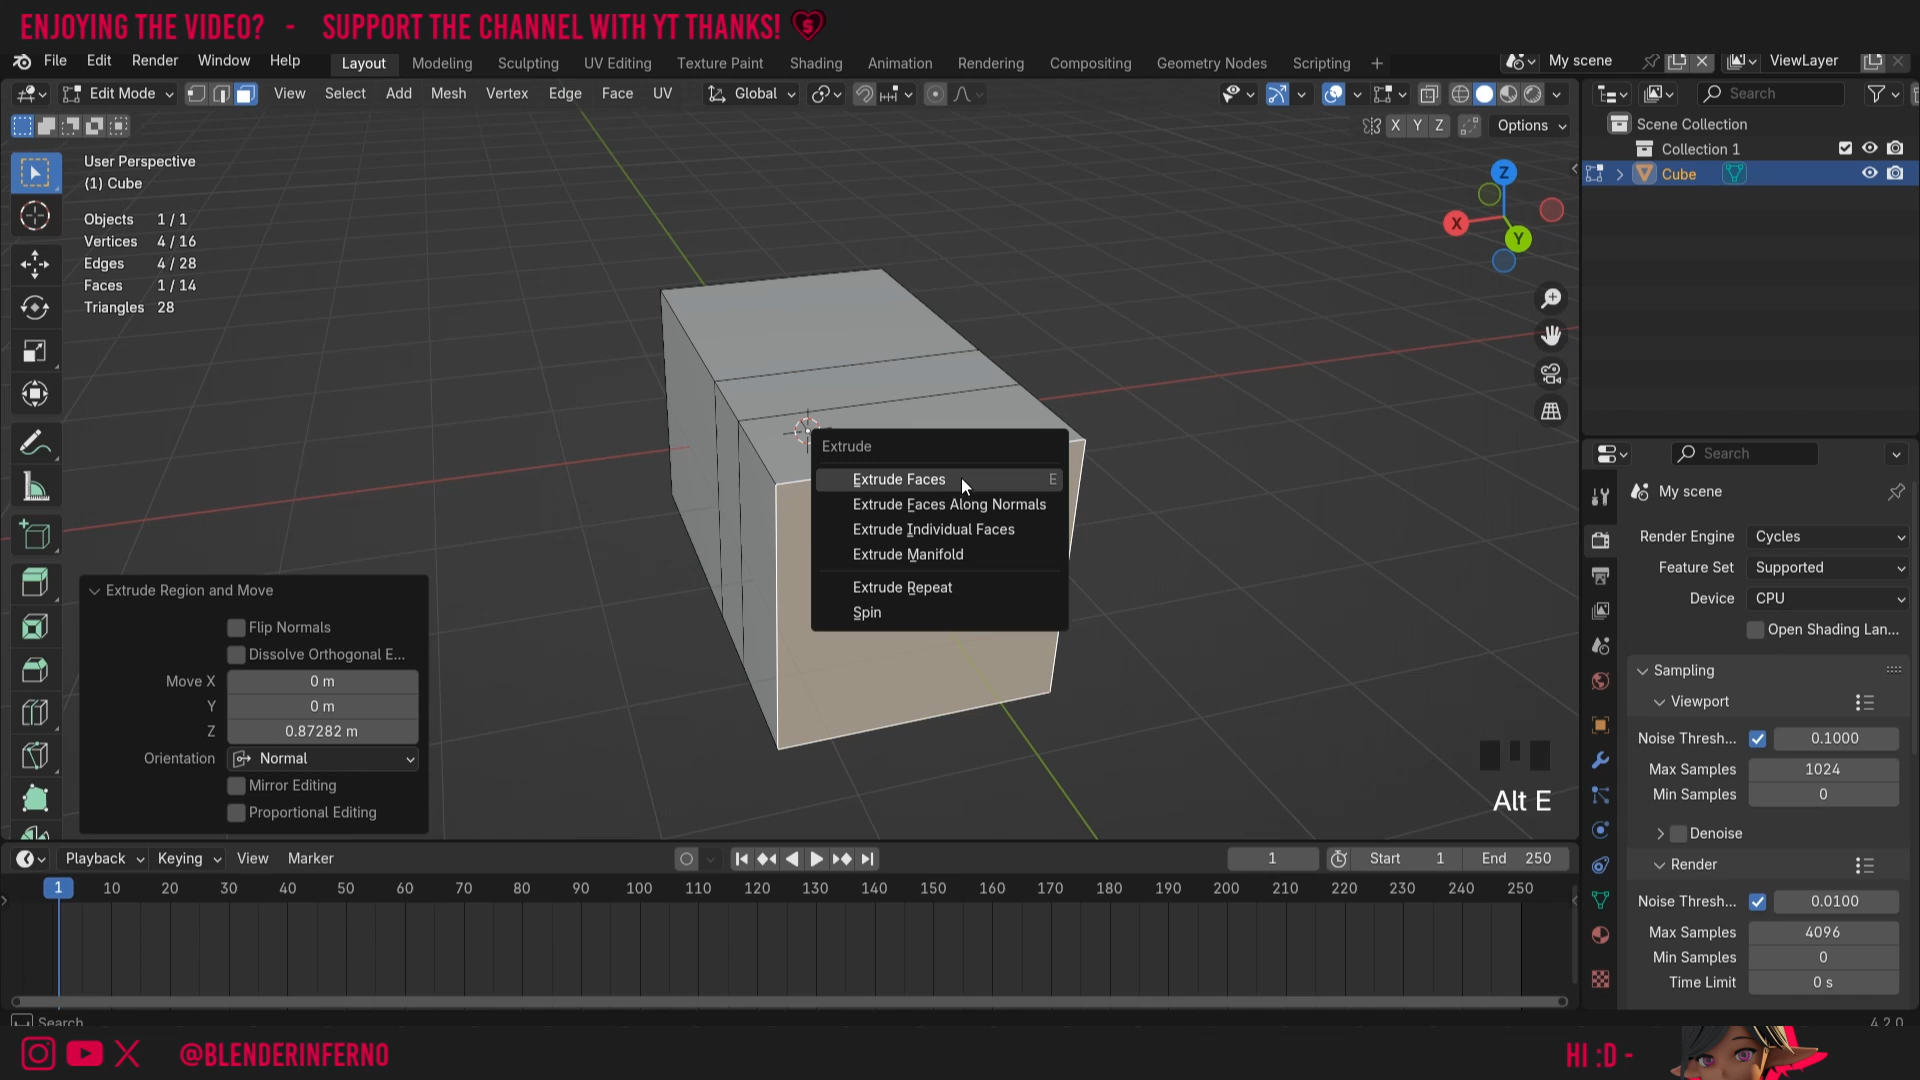 ENJOYING THE VIDEO? - SUPPORT THE CHANNEL WITH YT THANKS!
File Edit Render Window Help
Layout Modeling Sculpting UV Editing Texture Paint Shading Animation Rendering Compositing Geometry Nodes Scripting +
My scene
ViewLayer
Edit Mode
View Select Add Mesh Vertex Edge Face UV
Global
X Y Z
Options
Search
Scene Collection
Collection 1
Cube
User Perspective
(1) Cube
Objects 1 / 1
Vertices 4 / 16
Edges 4 / 28
Faces 1 / 14
Triangles 28
Z
X
Y
Extrude
Extrude Faces E
Extrude Faces Along Normals
Extrude Individual Faces
Extrude Manifold
Extrude Repeat
Spin
Extrude Region and Move
Flip Normals
Dissolve Orthogonal E...
Move X 0 m
Y 0 m
Z 0.87282 m
Orientation Normal
Mirror Editing
Proportional Editing
Alt E
Search
My scene
Render Engine Cycles
Feature Set Supported
Device CPU
Open Shading Lan...
Sampling
Viewport
Noise Thresh... 0.1000
Max Samples 1024
Min Samples 0
Denoise
Render
Noise Thresh... 0.0100
Max Samples 4096
Min Samples 0
Time Limit 0 s
Playback Keying View Marker
1
Start 1
End 250
1 10 20 30 40 50 60 70 80 90 100 110 120 130 140 150 160 170 180 190 200 210 220 230 240 250
Search
4.2.0
@BLENDERINFERNO
HI :D -